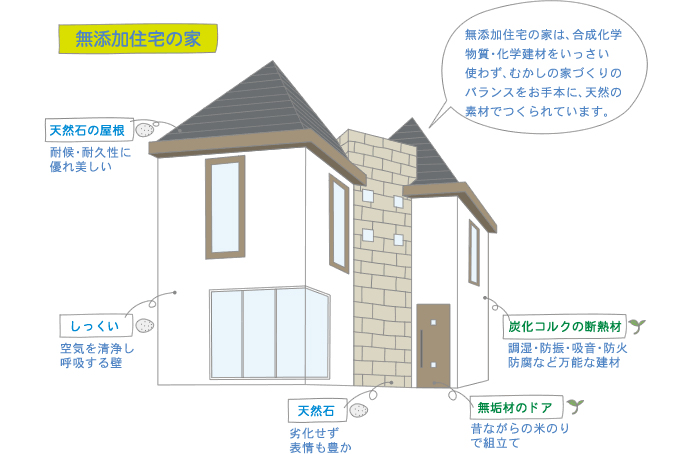 無添加住宅の家
無添加住宅の家は、合成化学
物質・化学建材をいっさい
使わず、むかしの家づくりの
バランスをお手本に、天然の
素材でつくられています。
天然石の屋根
耐候・耐久性に
優れ美しい
しっくい
空気を清浄し
呼吸する壁
炭化コルクの断熱材
調湿・防振・吸音・防火
防腐など万能な建材
天然石
劣化せず
表情も豊か
無垢材のドア
昔ながらの米のり
で組立て